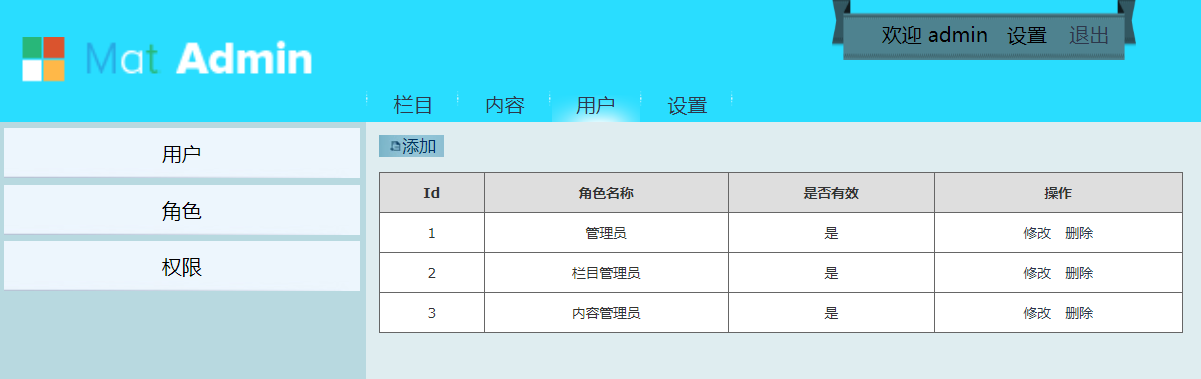 欢迎 admin 设置 退出
Mat Admin
栏目 内容 用户 设置
用户
角色
权限
添加
Id 角色名称 是否有效 操作
1 管理员 是 修改 删除
2 栏目管理员 是 修改 删除
3 内容管理员 是 修改 删除